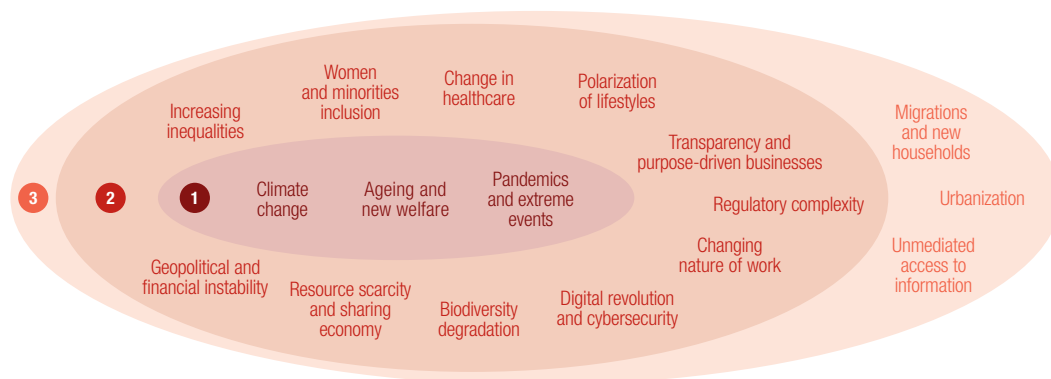 Women
and minorities
inclusion
Change in
healthcare
Polarization
of lifestyles
Increasing
inequalities
Migrations
and new
households
Transparency and
purpose-driven businesses
3
2
1
Climate
change
Ageing and
new welfare
Pandemics
and extreme
events
Regulatory complexity
Urbanization
Changing
nature of work
Unmediated
access to
information
Geopolitical and
financial instability
Resource scarcity
and sharing
economy
Biodiversity
degradation
Digital revolution
and cybersecurity